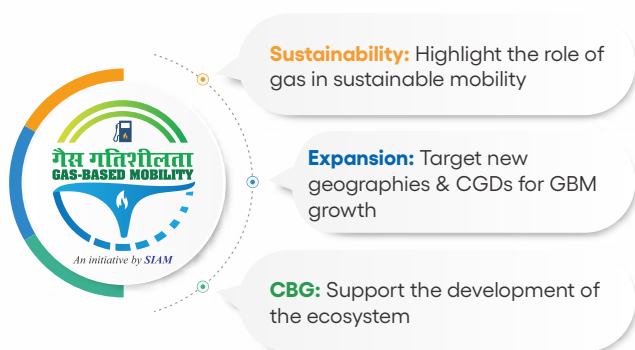 Sustainability: Highlight the role of
gas in sustainable mobility
गैस गतिशीलता
GAS-BASED MOBILITY
An initiative by SIAM
Expansion: Target new
geographies & CGDs for GBM
growth
CBG: Support the development of
the ecosystem